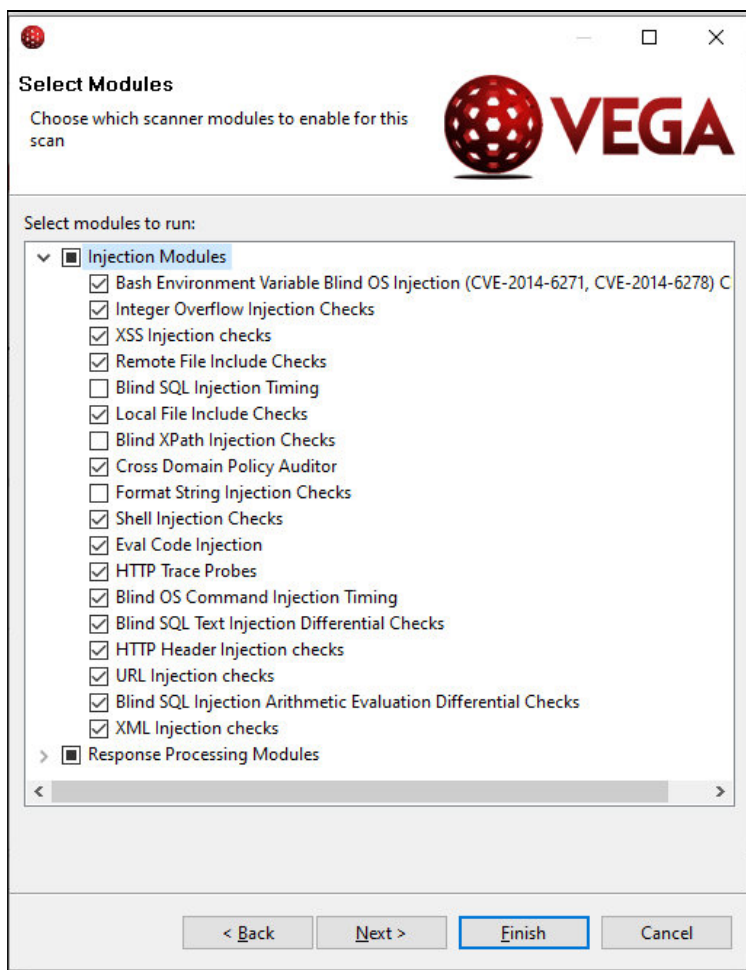 Select Modules
Choose which scanner modules to enable for this
scan
VEGA
Select modules to run:
Injection Modules
Bash Environment Variable Blind OS Injection (CVE-2014-6271, CVE-2014-6278) C
Integer Overflow Injection Checks
XSS Injection checks
Remote File Include Checks
Blind SQL Injection Timing
Local File Include Checks
Blind XPath Injection Checks
Cross Domain Policy Auditor
Format String Injection Checks
Shell Injection Checks
Eval Code Injection
HTTP Trace Probes
Blind OS Command Injection Timing
Blind SQL Text Injection Differential Checks
HTTP Header Injection checks
URL Injection checks
Blind SQL Injection Arithmetic Evaluation Differential Checks
XML Injection checks
Response Processing Modules
< Back Next > Finish Cancel